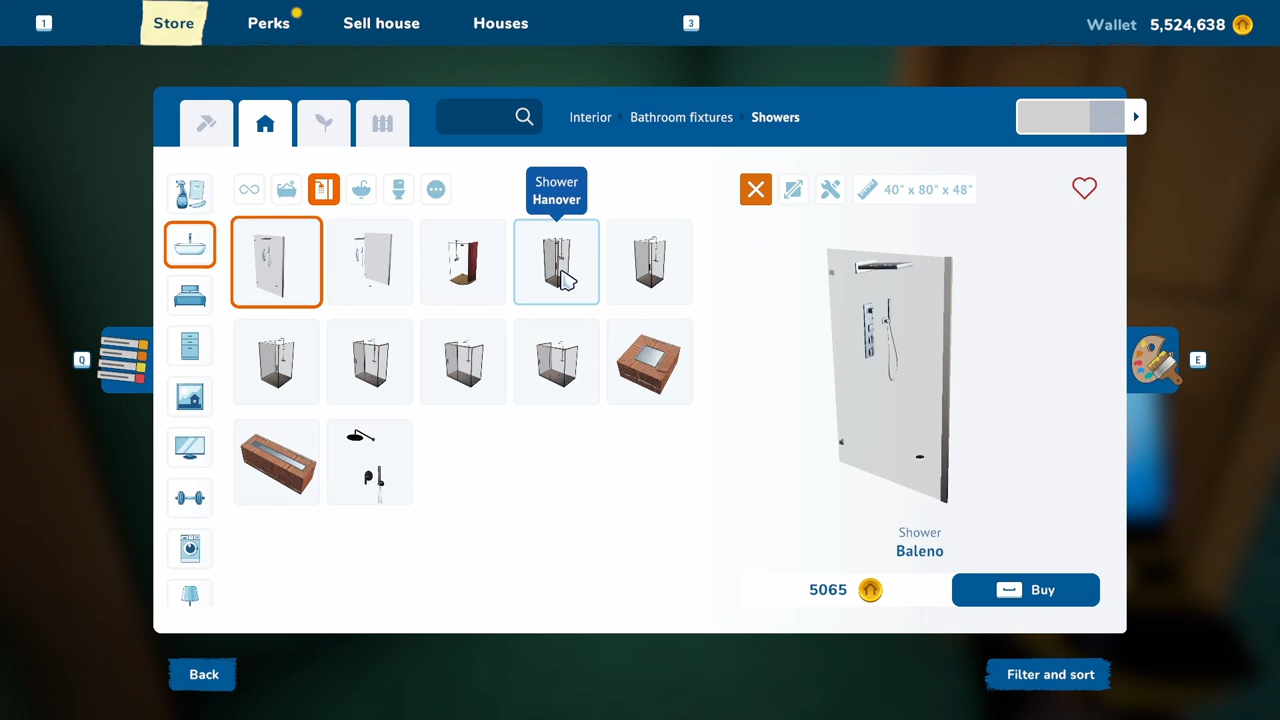 1
Store
Perks
Sell house
Houses
3
Wallet 5,524,638
Interior
Bathroom fixtures
Showers
Shower
Hanover
40" x 80" x 48"
Q
E
Shower
Baleno
5065
Buy
Back
Filter and sort